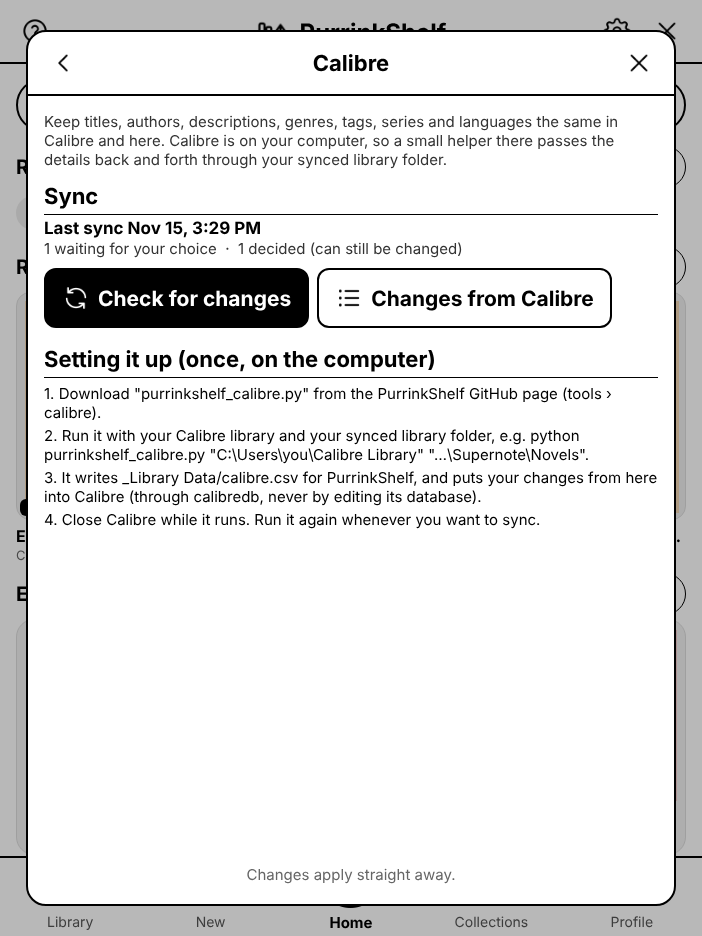 PurrinkShelf
Calibre
Keep titles, authors, descriptions, genres, tags, series and languages the same in
Calibre and here. Calibre is on your computer, so a small helper there passes the
details back and forth through your synced library folder.
Sync
Last sync Nov 15, 3:29 PM
1 waiting for your choice · 1 decided (can still be changed)
Check for changes
Changes from Calibre
Setting it up (once, on the computer)
1. Download "purrinkshelf_calibre.py" from the PurrinkShelf GitHub page (tools ›
calibre).
2. Run it with your Calibre library and your synced library folder, e.g. python
purrinkshelf_calibre.py "C:\Users\you\Calibre Library" "...\Supernote\Novels".
3. It writes _Library Data/calibre.csv for PurrinkShelf, and puts your changes from here
into Calibre (through calibredb, never by editing its database).
4. Close Calibre while it runs. Run it again whenever you want to sync.
Changes apply straight away.
Library
New
Home
Collections
Profile